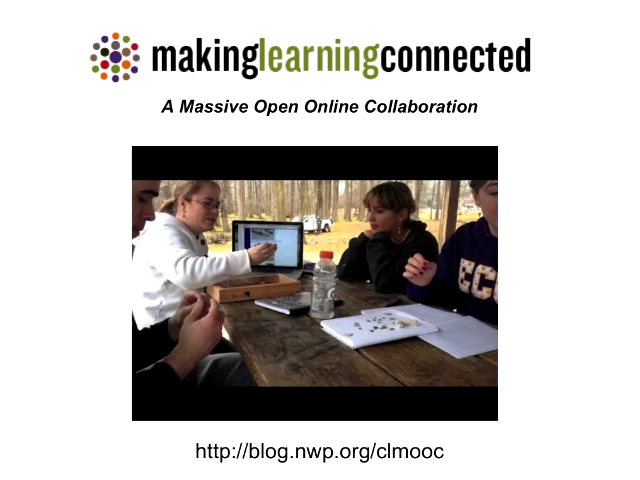 makinglearningconnected
A Massive Open Online Collaboration
ECU
http://blog.nwp.org/clmooc